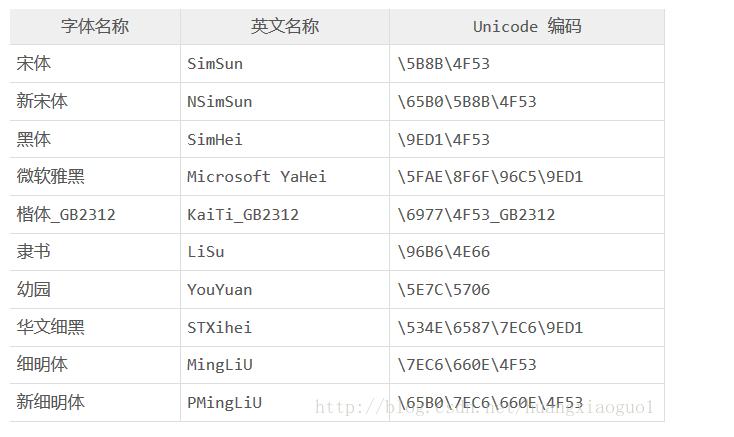 字体名称 英文名称 Unicode 编码
宋体 SimSun \5B8B\4F53
新宋体 NSimSun \65B0\5B8B\4F53
黑体 SimHei \9ED1\4F53
微软雅黑 Microsoft YaHei \5FAE\8F6F\96C5\9ED1
楷体_GB2312 KaiTi_GB2312 \6977\4F53_GB2312
隶书 LiSu \96B6\4E66
幼园 YouYuan \5E7C\5706
华文细黑 STXihei \534E\6587\7EC6\9ED1
细明体 MingLiU \7EC6\660E\4F53
新细明体 PMingLiU \65B0\7EC6\660E\4F53
http://blog.csdn.net/huangxiaoguo1